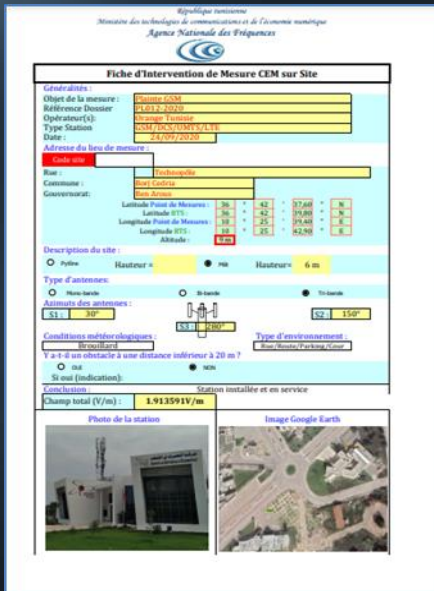 République tunisienne
Ministère des technologies de communications et de l'économie numérique
Agence Nationale des Fréquences
Fiche d'Intervention de Mesure CEM sur Site
Généralités :
Objet de la mesure : Plainte GSM
Référence Dossier PL012-2020
Opérateur(s): Orange Tunisie
Type Station GSM/DCS/UMTS/LTE
Date : 24/09/2020
Adresse du lieu de mesure :
Code site
Rue : Technopôle
Commune : Borj Cedria
Gouvernorat: Ben Arous
Latitude Point de Mesures : 36 ° 42 ' 37,60 " N
Latitude BTS : 36 ° 42 ' 39,80 " N
Longitude Point de Mesures : 10 ° 25 ' 39,40 " E
Longitude BTS : 10 ° 25 ' 42,90 " E
Altitude : 9 m
Description du site :
Pylône Hauteur = Mât Hauteur= 6 m
Type d'antennes:
Mono-bande Bi-bande Tri-bande
Azimuts des antennes :
S1 : 30° S2 : 150°
S3 : 280°
Conditions météorologiques : Type d'environnement :
Brouillard Rue/Route/Parking/Cour
Y a-t-il un obstacle à une distance inférieur à 20 m ?
OUI NON
Si oui (indication):
Conclusion : Station installée et en service
Champ total (V/m) : 1.913591V/m
Photo de la station Image Google Earth